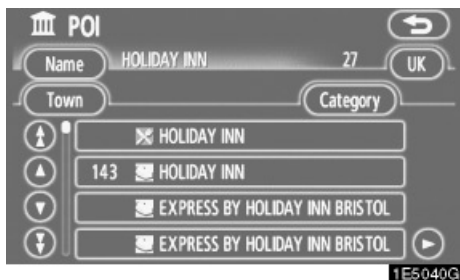 POI
Name HOLIDAY INN 27 UK
Town Category
HOLIDAY INN
143 HOLIDAY INN
EXPRESS BY HOLIDAY INN BRISTOL
EXPRESS BY HOLIDAY INN BRISTOL
1E5040G